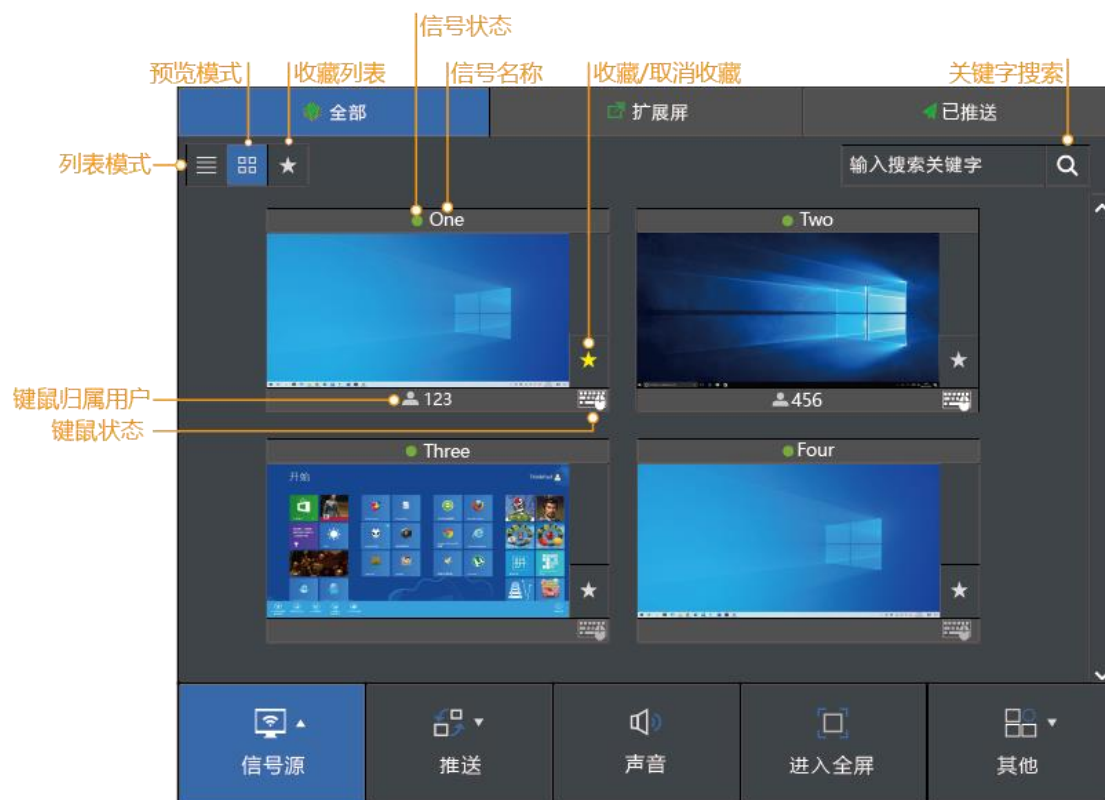 信号状态
预览模式
收藏列表
信号名称
收藏/取消收藏
关键字搜索
全部
扩展屏
已推送
列表模式
输入搜索关键字
One
Two
键鼠归属用户
123
456
键鼠状态
Three
Four
开始
信号源
推送
声音
进入全屏
其他